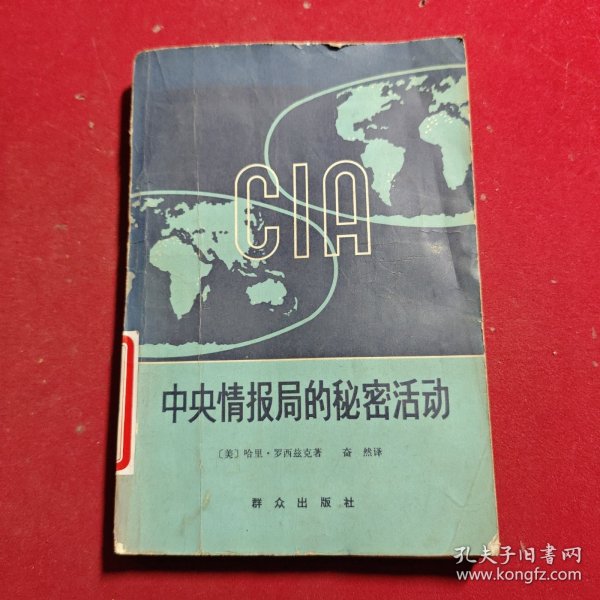 CIA
中央情报局的秘密活动
〔美〕哈里·罗西兹克著 奋 然译
群众出版社
孔夫子旧书网
www.kongfz.com